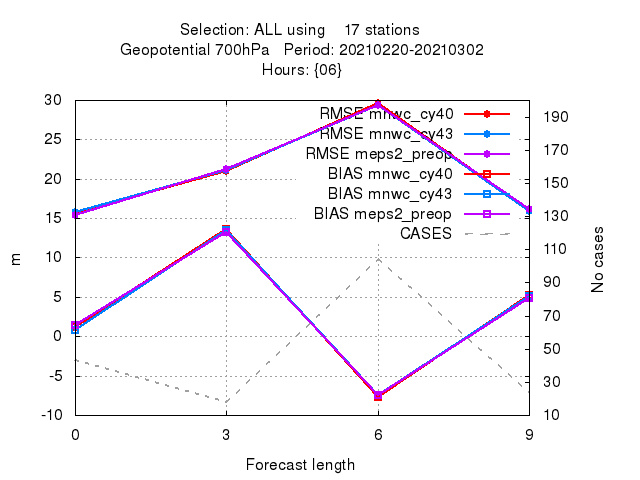 Selection: ALL using 17 stations
Geopotential 700hPa Period: 20210220-20210302
Hours: {06}
30
25
20
15
10
5
0
-5
-10
m
190
170
150
130
110
90
70
50
30
10
No cases
RMSE mnwc_cy40
RMSE mnwc_cy43
RMSE meps2_preop
BIAS mnwc_cy40
BIAS mnwc_cy43
BIAS meps2_preop
CASES
0 3 6 9
Forecast length